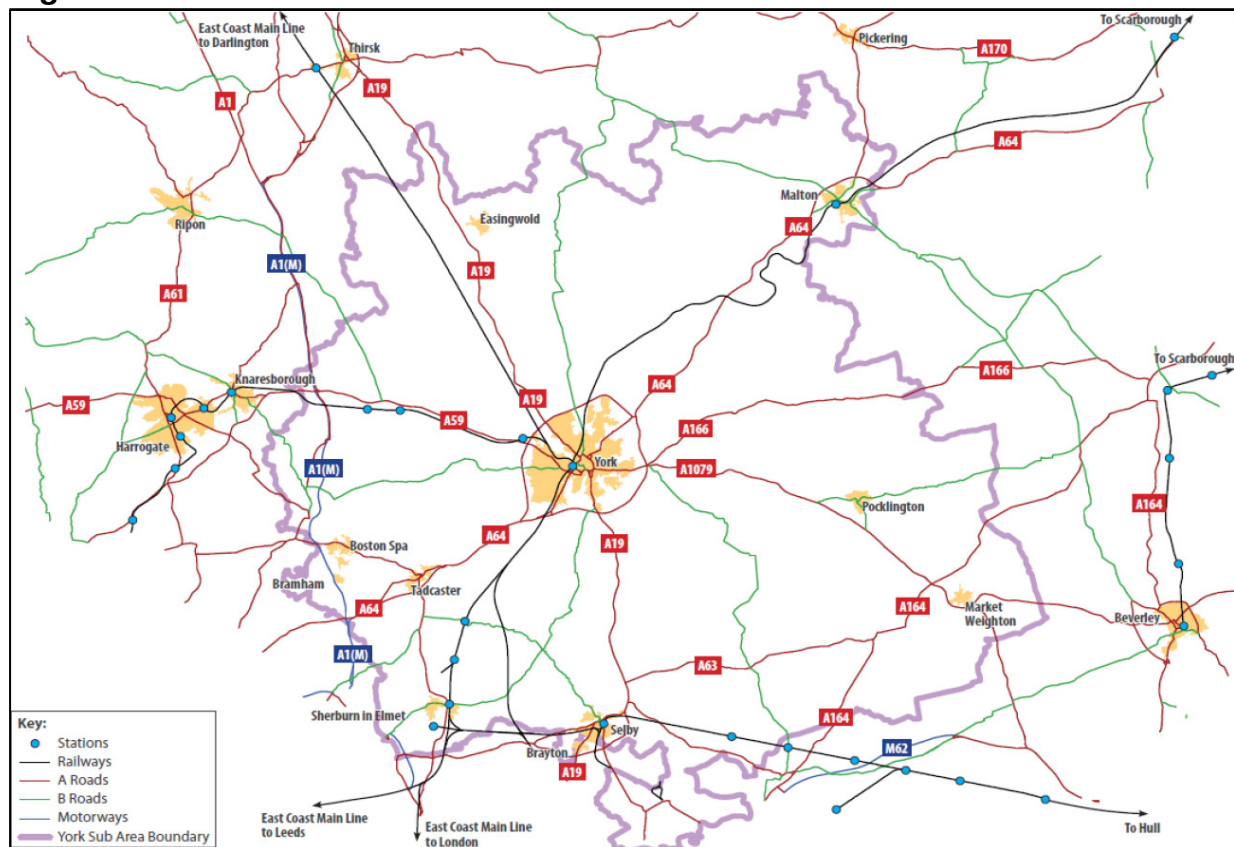 East Coast Main Line
to Darlington
Thirsk
A19
A1
Pickering
A170
To Scarborough
A64
Malton
A64
Ripon
Easingwold
A1(M)
A19
A61
Knaresborough
A59
Harrogate
A59
A19
A64
A166
To Scarborough
A166
York
A1079
A1(M)
Pocklington
A164
A64
A19
Boston Spa
Bramham
Tadcaster
A64
A164
Market
Weighton
Beverley
A1(M)
A63
Sherburn in Elmet
Selby
A164
Brayton
A19
M62
East Coast Main Line
to Leeds
East Coast Main Line
to London
To Hull
Key:
Stations
Railways
A Roads
B Roads
Motorways
York Sub Area Boundary